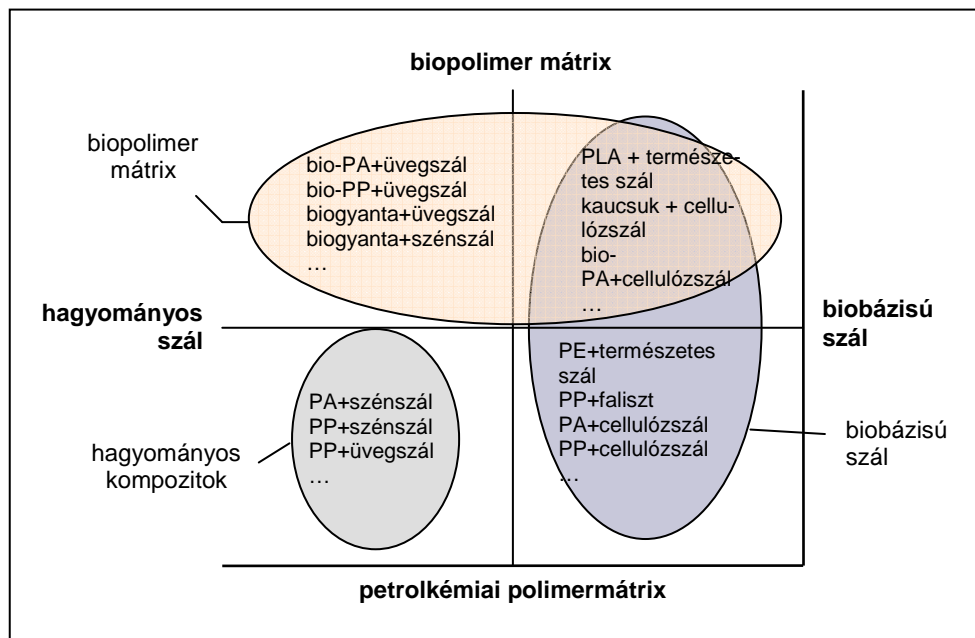 biopolimer mátrix
biopolimer
mátrix
bio-PA+üvegszál
bio-PP+üvegszál
biogyanta+üvegszál
biogyanta+szénszál
…
PLA + természe-
tes szál
kaucsuk + cellu-
lózszál
bio-
PA+cellulózszál
…
hagyományos
szál
biobázisú
szál
PA+szénszál
PP+szénszál
PP+üvegszál
…
hagyományos
kompozitok
PE+természetes
szál
PP+faliszt
PA+cellulózszál
PP+cellulózszál
…
biobázisú
szál
petrolkémiai polimermátrix